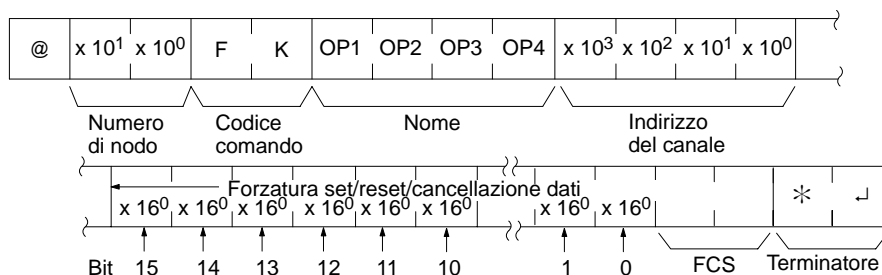 @ x 10¹ x 10⁰ F K OP1 OP2 OP3 OP4 x 10³ x 10² x 10¹ x 10⁰
Numero di nodo
Codice comando
Nome
Indirizzo del canale
Forzatura set/reset/cancellazione dati
x 16⁰ x 16⁰ x 16⁰ x 16⁰ x 16⁰ x 16⁰ x 16⁰ x 16⁰ * ↵
Bit 15 14 13 12 11 10 1 0 FCS Terminatore